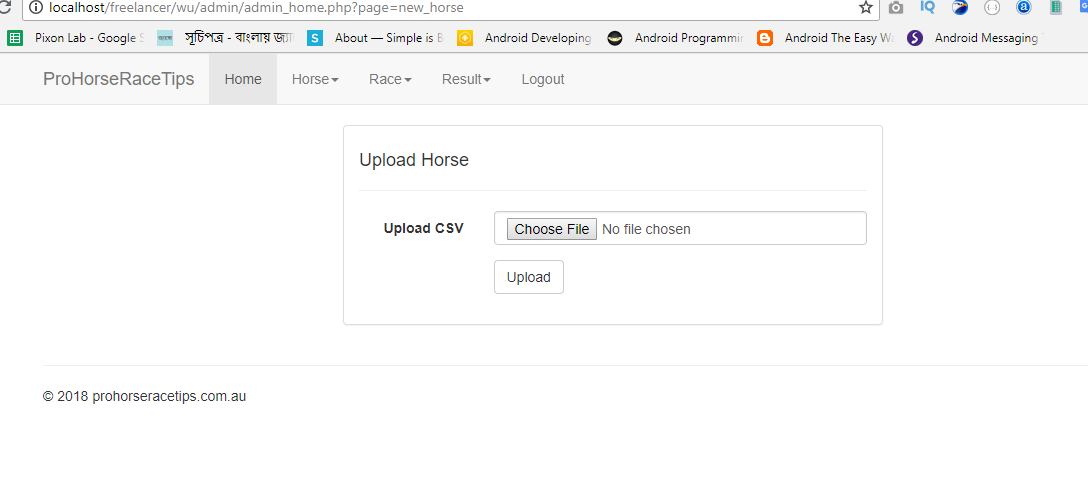 localhost/freelancer/wu/admin/admin_home.php?page=new_horse
Pixon Lab - Google সূচিপত্র - বাংলায় জ্যা About — Simple is Android Developing Android Programmin Android The Easy Wa Android Messaging
ProHorseRaceTips Home Horse Race Result Logout
Upload Horse
Upload CSV Choose File No file chosen
Upload
© 2018 prohorseracetips.com.au